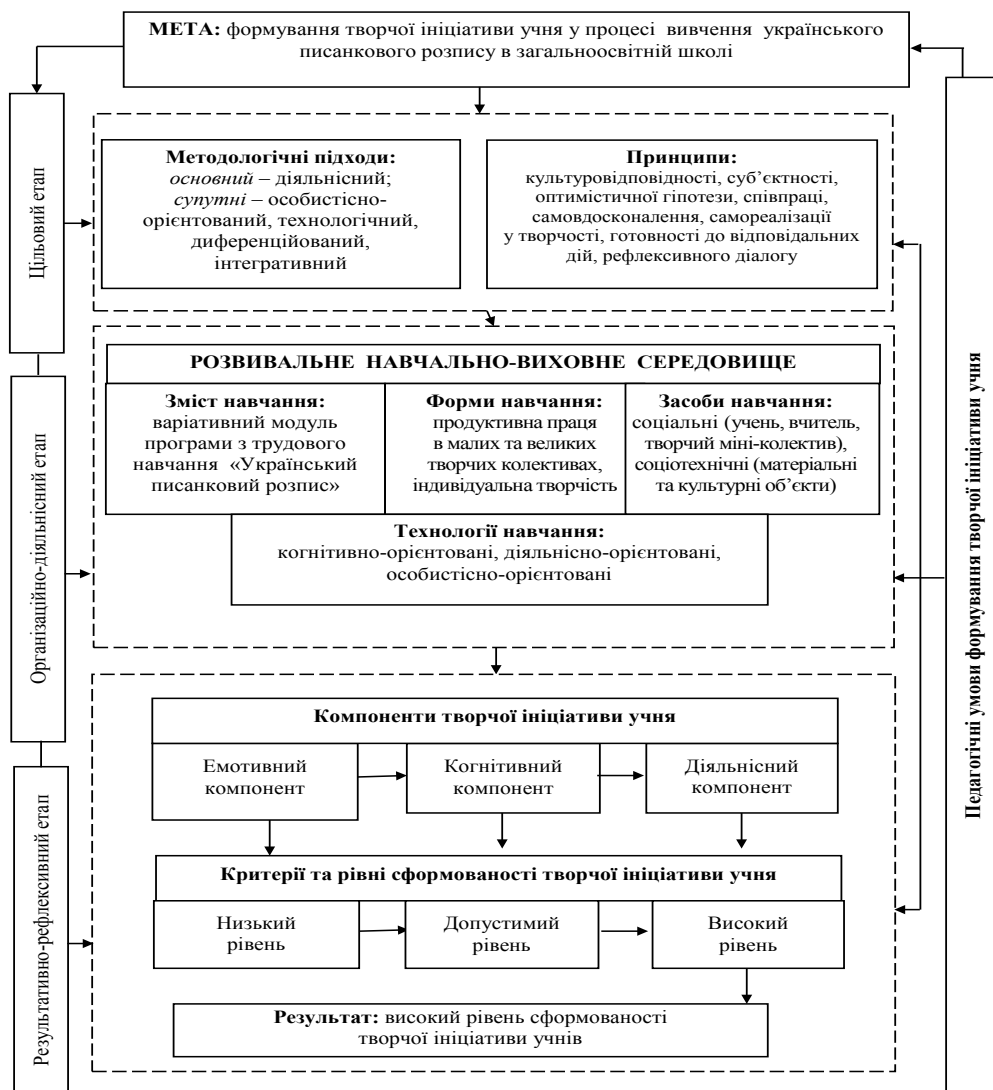 МЕТА: формування творчої ініціативи учня у процесі вивчення українського
писанкового розпису в загальноосвітній школі
Цільовий етап
Методологічні підходи:
основний – діяльнісний;
супутні – особистісно-
орієнтований, технологічний,
диференційований,
інтегративний
Принципи:
культуровідповідності, суб’єктності,
оптимістичної гіпотези, співпраці,
самовдосконалення, самореалізації
у творчості, готовності до відповідальних
дій, рефлексивного діалогу
Організаційно-діяльнісний етап
РОЗВИВАЛЬНЕ НАВЧАЛЬНО-ВИХОВНЕ СЕРЕДОВИЩЕ
Зміст навчання:
варіативний модуль
програми з трудового
навчання «Український
писанковий розпис»
Форми навчання:
продуктивна праця
в малих та великих
творчих колективах,
індивідуальна творчість
Засоби навчання:
соціальні (учень, вчитель,
творчий міні-колектив),
соціотехнічні (матеріальні
та культурні об’єкти)
Технології навчання:
когнітивно-орієнтовані, діяльнісно-орієнтовані,
особистісно-орієнтовані
Результативно-рефлексивний етап
Компоненти творчої ініціативи учня
Емотивний
компонент
Когнітивний
компонент
Діяльнісний
компонент
Критерії та рівні сформованості творчої ініціативи учня
Низький
рівень
Допустимий
рівень
Високий
рівень
Результат: високий рівень сформованості
творчої ініціативи учнів
Педагогічні умови формування творчої ініціативи учня